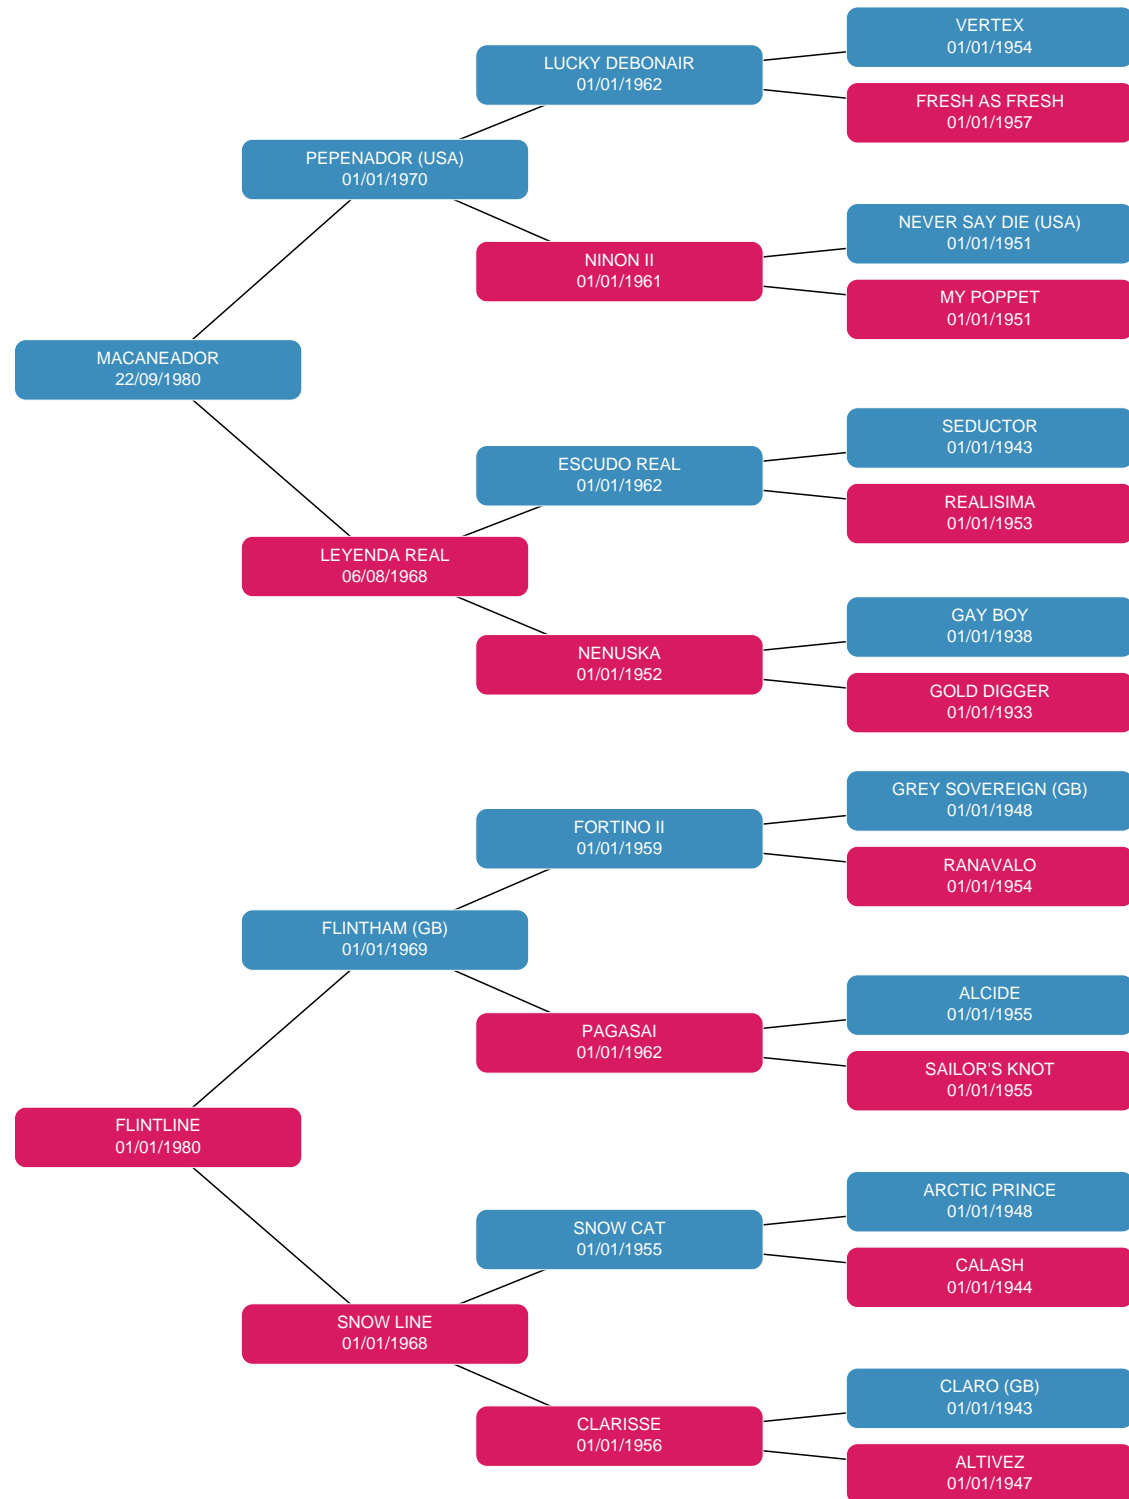 VERTEX
01/01/1954
LUCKY DEBONAIR
01/01/1962
FRESH AS FRESH
01/01/1957
PEPENADOR (USA)
01/01/1970
NEVER SAY DIE (USA)
01/01/1951
NINON II
01/01/1961
MY POPPET
01/01/1951
MACANEADOR
22/09/1980
SEDUCTOR
01/01/1943
ESCUDO REAL
01/01/1962
REALISIMA
01/01/1953
LEYENDA REAL
06/08/1968
GAY BOY
01/01/1938
NENUSKA
01/01/1952
GOLD DIGGER
01/01/1933
GREY SOVEREIGN (GB)
01/01/1948
FORTINO II
01/01/1959
RANAVALO
01/01/1954
FLINTHAM (GB)
01/01/1969
ALCIDE
01/01/1955
PAGASAI
01/01/1962
SAILOR'S KNOT
01/01/1955
FLINTLINE
01/01/1980
ARCTIC PRINCE
01/01/1948
SNOW CAT
01/01/1955
CALASH
01/01/1944
SNOW LINE
01/01/1968
CLARO (GB)
01/01/1943
CLARISSE
01/01/1956
ALTIVEZ
01/01/1947